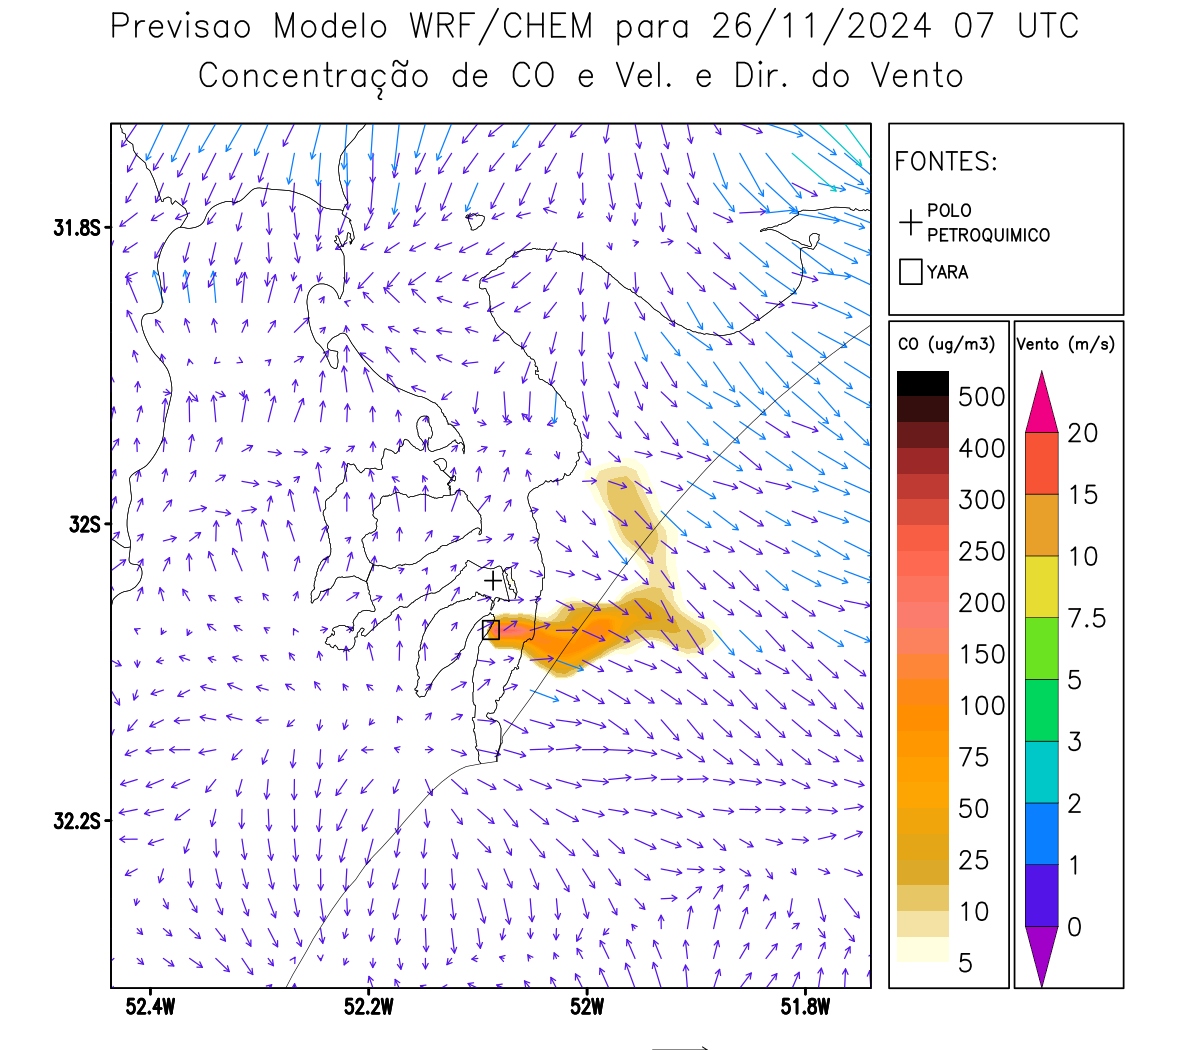 Previsao Modelo WRF/CHEM para 26/11/2024 07 UTC
Concentração de CO e Vel. e Dir. do Vento
FONTES:
POLO
PETROQUIMICO
YARA
CO (ug/m3)
500
400
300
250
200
150
100
75
50
25
10
5
Vento (m/s)
20
15
10
7.5
5
3
2
1
0
31.8S
32S
32.2S
52.4W 52.2W 52W 51.8W